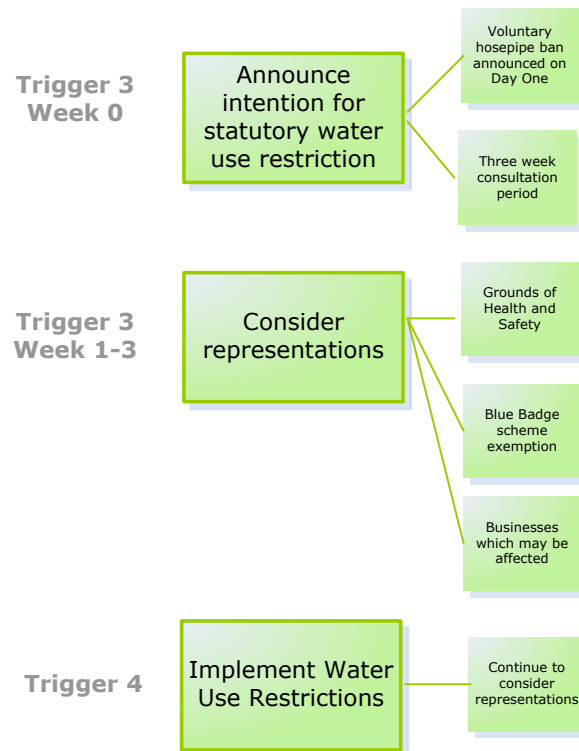 Trigger 3
Week 0
Announce
intention for
statutory water
use restriction
Voluntary
hosepipe ban
announced on
Day One
Three week
consultation
period
Trigger 3
Week 1-3
Consider
representations
Grounds of
Health and
Safety
Blue Badge
scheme
exemption
Businesses
which may be
affected
Trigger 4
Implement Water
Use Restrictions
Continue to
consider
representations